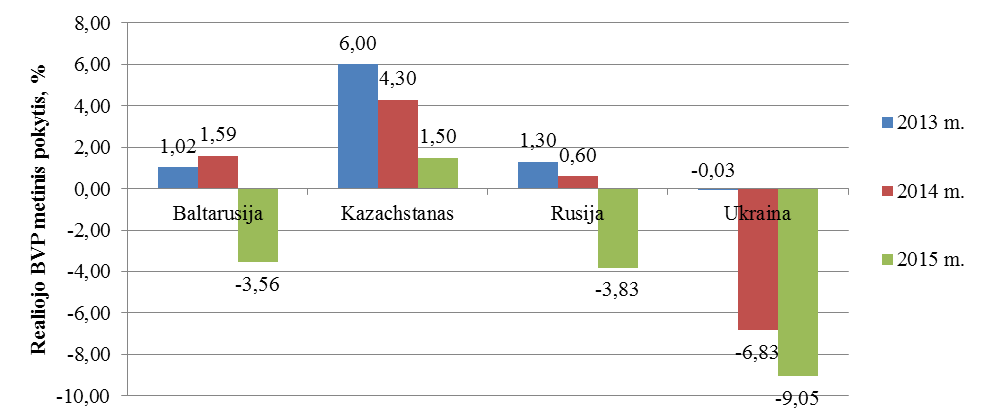 Realiojo BVP metinis pokytis, %
8,00
6,00
4,00
2,00
0,00
-2,00
-4,00
-6,00
-8,00
-10,00
1,02
1,59
-3,56
6,00
4,30
1,50
1,30
0,60
-3,83
-0,03
-6,83
-9,05
Baltarusija
Kazachstanas
Rusija
Ukraina
2013 m.
2014 m.
2015 m.